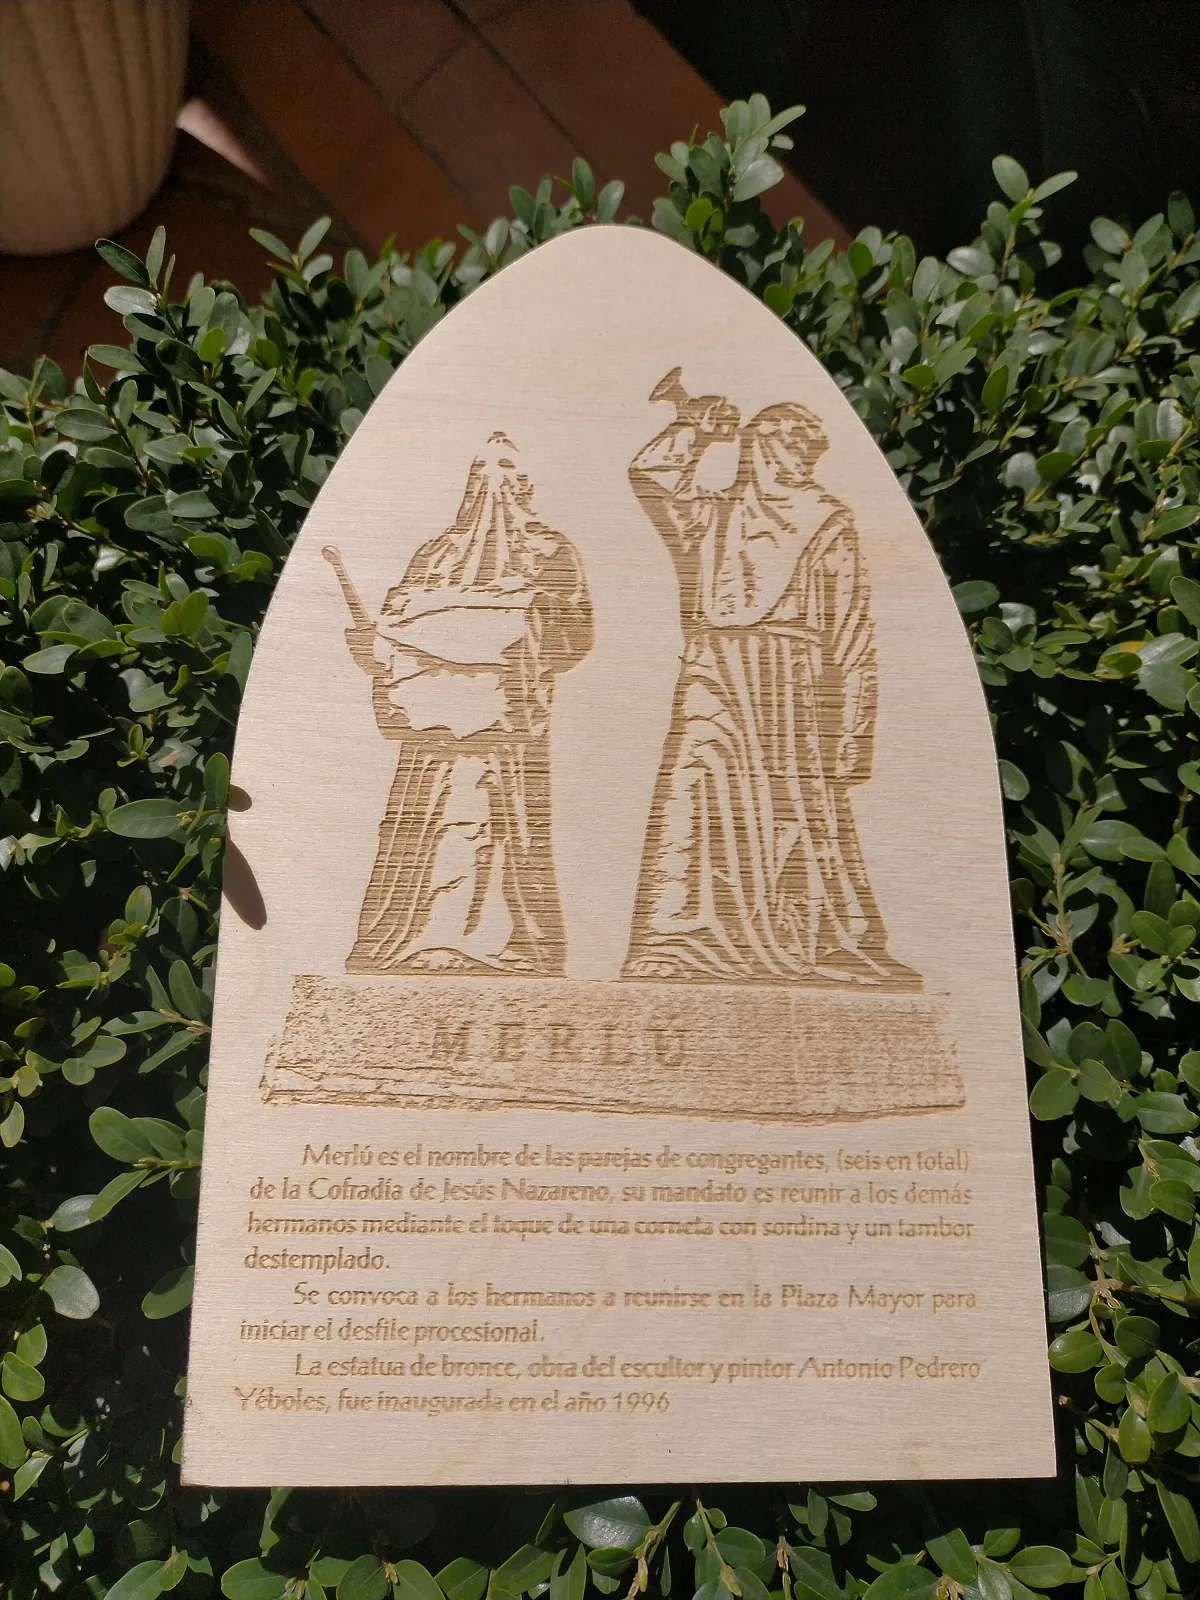 MERLÚ
Merlú es el nombre de las parejas de congregantes, (seis en total)
de la Cofradía de Jesús Nazareno, su mandato es reunir a los demás
hermanos mediante el toque de una corneta con sordina y un tambor
destemplado.
Se convoca a los hermanos a reunirse en la Plaza Mayor para
iniciar el desfile procesional.
La estatua de bronce, obra del escultor y pintor Antonio Pedrero
Yéboles, fue inaugurada en el año 1996